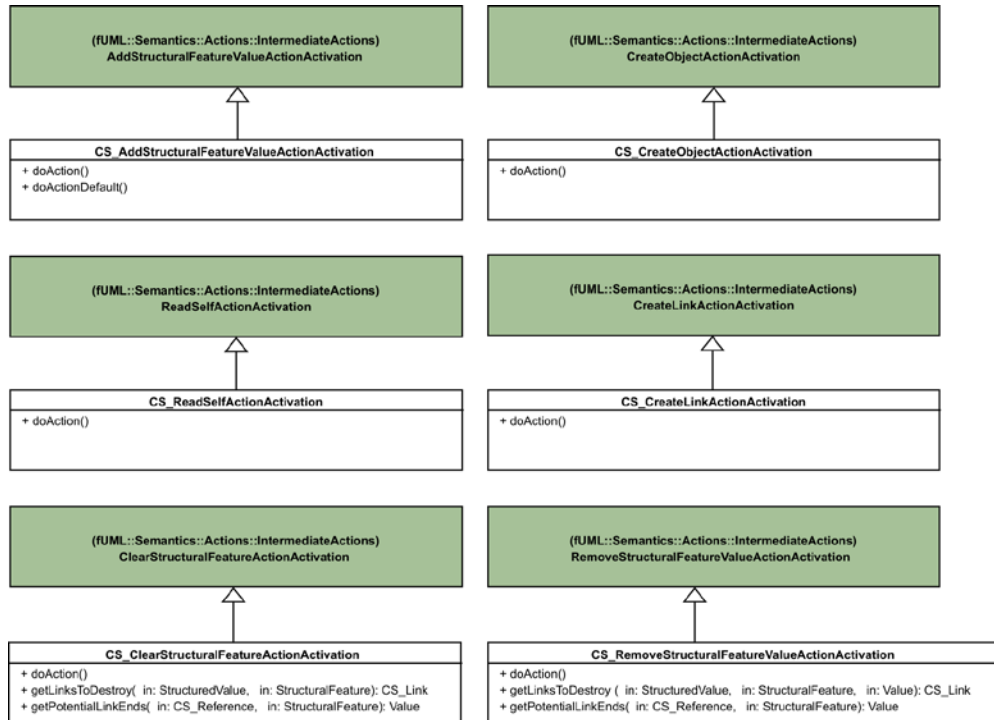 (fUML::Semantics::Actions::IntermediateActions)
AddStructuralFeatureValueActionActivation
CS_AddStructuralFeatureValueActionActivation
+ doAction()
+ doActionDefault()
(fUML::Semantics::Actions::IntermediateActions)
CreateObjectActionActivation
CS_CreateObjectActionActivation
+ doAction()
(fUML::Semantics::Actions::IntermediateActions)
ReadSelfActionActivation
CS_ReadSelfActionActivation
+ doAction()
(fUML::Semantics::Actions::IntermediateActions)
CreateLinkActionActivation
CS_CreateLinkActionActivation
+ doAction()
(fUML::Semantics::Actions::IntermediateActions)
ClearStructuralFeatureActionActivation
CS_ClearStructuralFeatureActionActivation
+ doAction()
+ getLinksToDestroy( in: StructuredValue, in: StructuralFeature): CS_Link
+ getPotentialLinkEnds( in: CS_Reference, in: StructuralFeature): Value
(fUML::Semantics::Actions::IntermediateActions)
RemoveStructuralFeatureValueActionActivation
CS_RemoveStructuralFeatureValueActionActivation
+ doAction()
+ getLinksToDestroy ( in: StructuredValue, in: StructuralFeature, in: Value): CS_Link
+ getPotentialLinkEnds( in: CS_Reference, in: StructuralFeature): Value